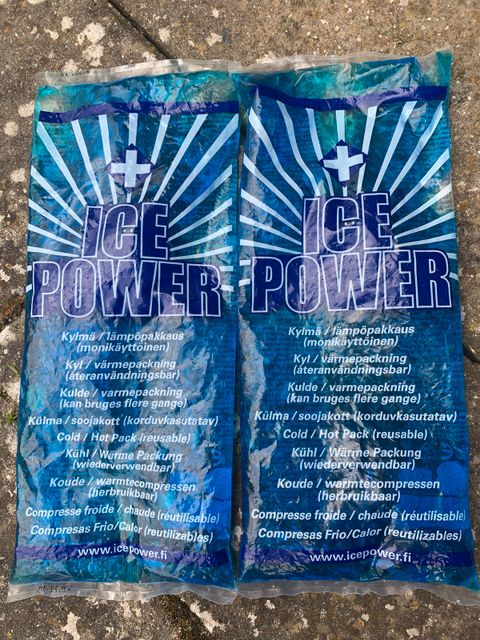 ICE
POWER
Kylmä / lämpöpakkaus
(monikäyttöinen)
Kyl / värmepackning
(återanvändningsbar)
Kulde / varmepackning
(kan bruges flere gange)
Külma / soojakott (korduvkasutatav)
Cold / Hot Pack (reusable)
Kühl / Wärme Packung
(wiederverwendbar)
Koude / warmtecompressen
(herbruikbaar)
Compresse froide / chaude (réutilisable)
Compresas Frio/Calor (reutilizables)
www.icepower.fi
ICE
POWER
Kylmä / lämpöpakkaus
(monikäyttöinen)
Kyl / värmepackning
(återanvändningsbar)
Kulde / varmepackning
(kan bruges flere gange)
Külma / soojakott (korduvkasutatav)
Cold / Hot Pack (reusable)
Kühl / Wärme Packung
(wiederverwendbar)
Koude / warmtecompressen
(herbruikbaar)
Compresse froide / chaude (réutilisable)
Compresas Frio/Calor (reutilizables)
www.icepower.fi